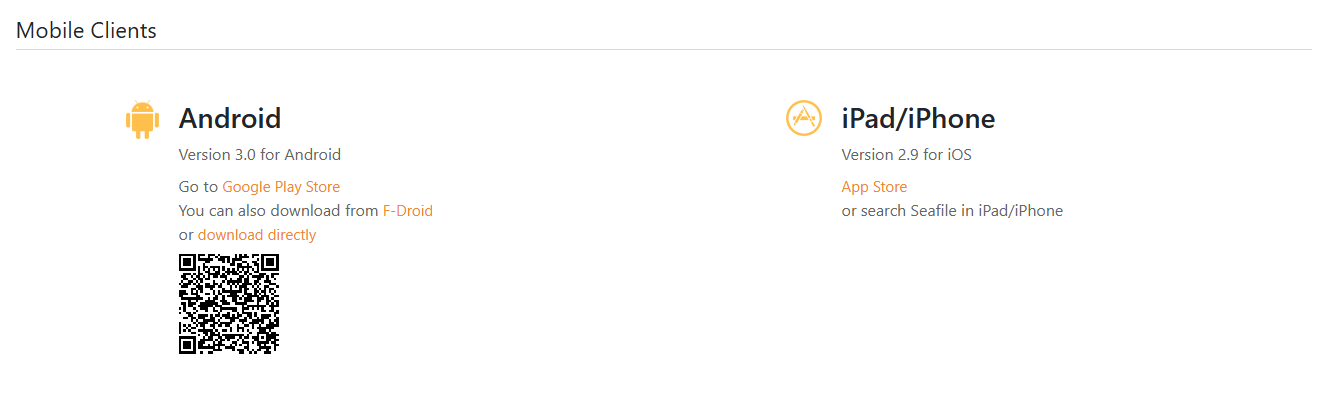 Mobile Clients
Android
Version 3.0 for Android
Go to Google Play Store
You can also download from F-Droid
or download directly
iPad/iPhone
Version 2.9 for iOS
App Store
or search Seafile in iPad/iPhone